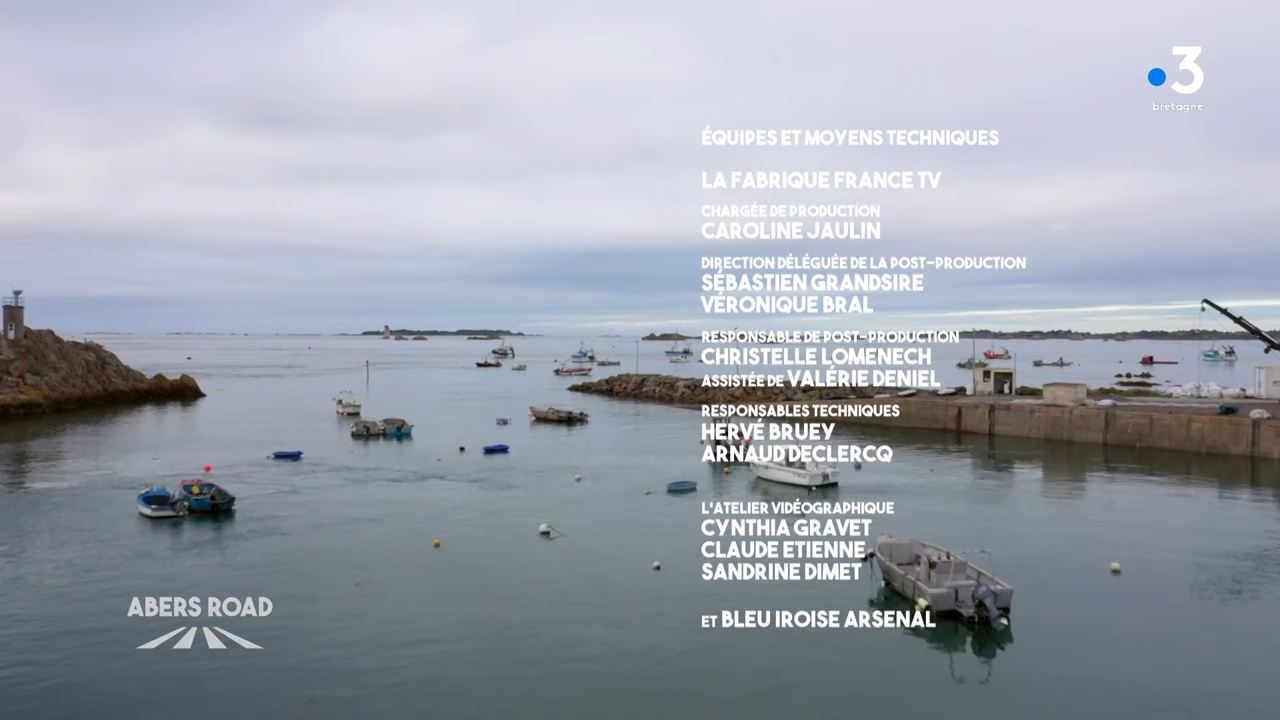 3
bretagne
ÉQUIPES ET MOYENS TECHNIQUES
LA FABRIQUE FRANCE TV
CHARGÉE DE PRODUCTION
CAROLINE JAULIN
DIRECTION DÉLÉGUÉE DE LA POST-PRODUCTION
SÉBASTIEN GRANDSIRE
VÉRONIQUE BRAL
RESPONSABLE DE POST-PRODUCTION
CHRISTELLE LOMENECH
ASSISTÉE DE VALÉRIE DENIEL
RESPONSABLES TECHNIQUES
HERVÉ BRUEY
ARNAUD DECLERCQ
L'ATELIER VIDÉOGRAPHIQUE
CYNTHIA GRAVET
CLAUDE ETIENNE
SANDRINE DIMET
ET BLEU IROISE ARSENAL
ABERS ROAD